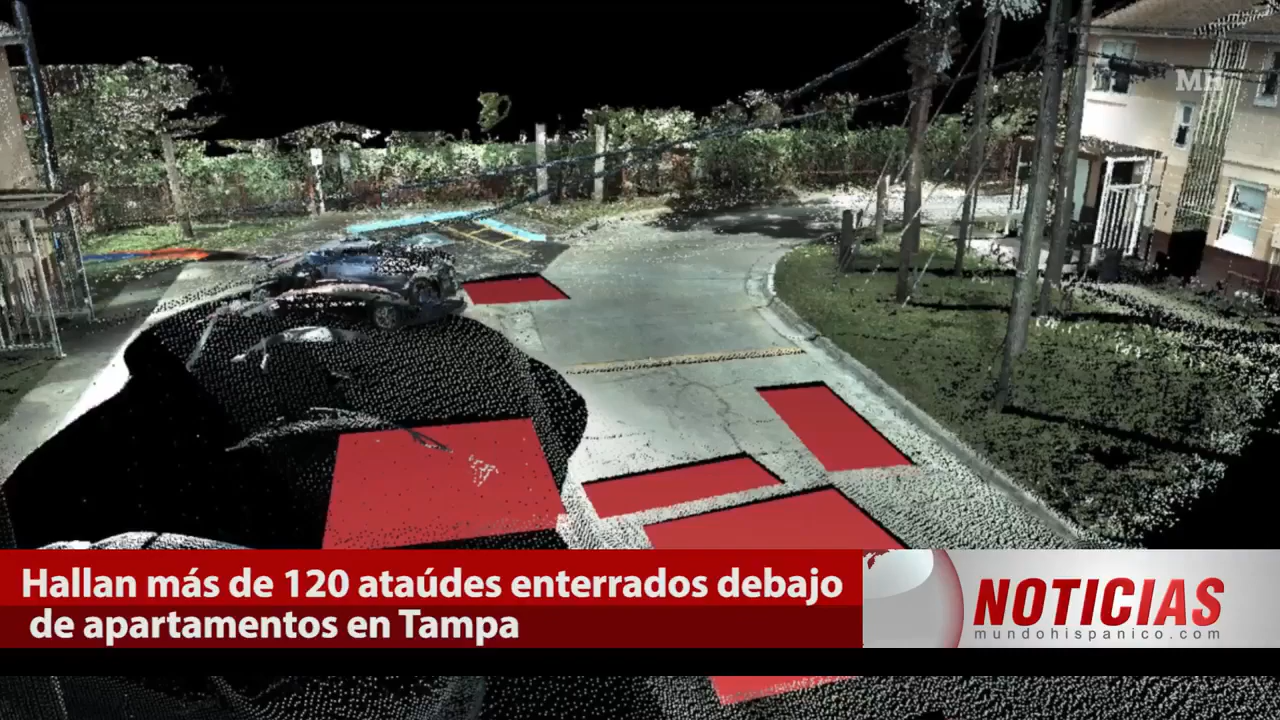 MH
Hallan más de 120 ataúdes enterrados debajo
de apartamentos en Tampa
NOTICIAS
mundohispanico.com